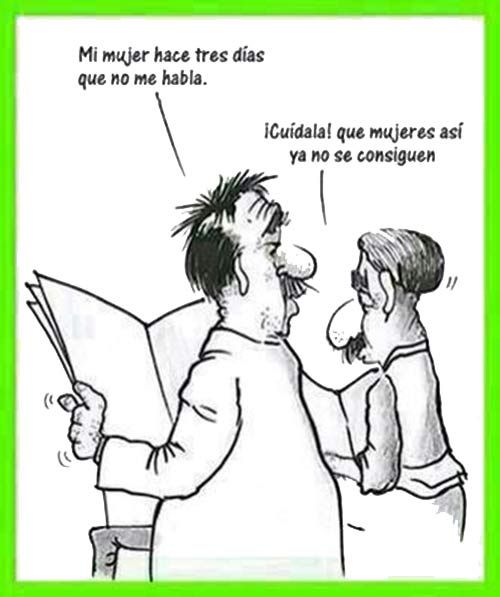 Mi mujer hace tres días
que no me habla.
¡Cuídala! que mujeres así
ya no se consiguen